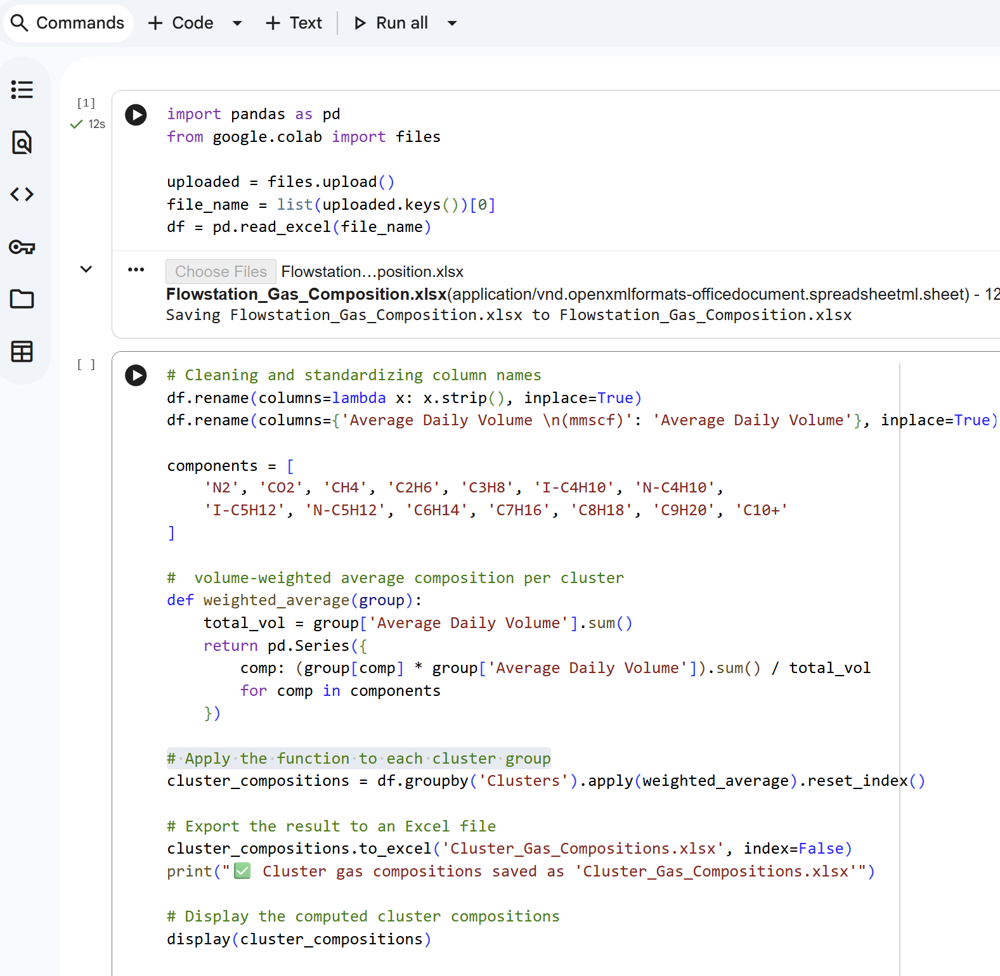 Commands + Code + Text Run all
[1]
12s
import pandas as pd
from google.colab import files
uploaded = files.upload()
file_name = list(uploaded.keys())[0]
df = pd.read_excel(file_name)
Choose Files Flowstation...position.xlsx
Flowstation_Gas_Composition.xlsx(application/vnd.openxmlformats-officedocument.spreadsheetml.sheet) - 12
Saving Flowstation_Gas_Composition.xlsx to Flowstation_Gas_Composition.xlsx
[ ]
# Cleaning and standardizing column names
df.rename(columns=lambda x: x.strip(), inplace=True)
df.rename(columns={'Average Daily Volume \n(mmscf)': 'Average Daily Volume'}, inplace=True)
components = [
    'N2', 'CO2', 'CH4', 'C2H6', 'C3H8', 'I-C4H10', 'N-C4H10',
    'I-C5H12', 'N-C5H12', 'C6H14', 'C7H16', 'C8H18', 'C9H20', 'C10+'
]
#  volume-weighted average composition per cluster
def weighted_average(group):
    total_vol = group['Average Daily Volume'].sum()
    return pd.Series({
        comp: (group[comp] * group['Average Daily Volume']).sum() / total_vol
        for comp in components
    })
# Apply the function to each cluster group
cluster_compositions = df.groupby('Clusters').apply(weighted_average).reset_index()
# Export the result to an Excel file
cluster_compositions.to_excel('Cluster_Gas_Compositions.xlsx', index=False)
print("✅ Cluster gas compositions saved as 'Cluster_Gas_Compositions.xlsx'")
# Display the computed cluster compositions
display(cluster_compositions)